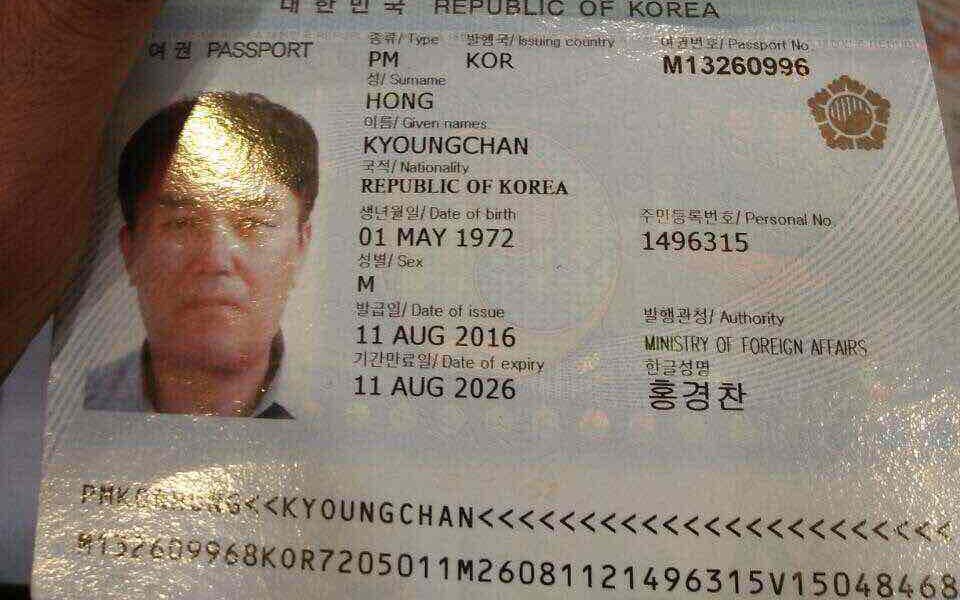 대한민국 REPUBLIC OF KOREA
여권 PASSPORT
종류/ Type 발행국/ Issuing country 여권번호/ Passport No.
PM KOR M13260996
성/ Surname
HONG
이름/ Given names
KYOUNGCHAN
국적/ Nationality
REPUBLIC OF KOREA
생년월일/ Date of birth 주민등록번호/ Personal No.
01 MAY 1972 1496315
성별/ Sex
M
발급일/ Date of issue 발행관청/ Authority
11 AUG 2016 MINISTRY OF FOREIGN AFFAIRS
기간만료일/ Date of expiry 한글성명
11 AUG 2026 홍경찬
<<KYOUNGCHAN<<<<<<<<<<<<<<<<<<<<<<<
M132609968KOR7205011M26081121496315V15048468